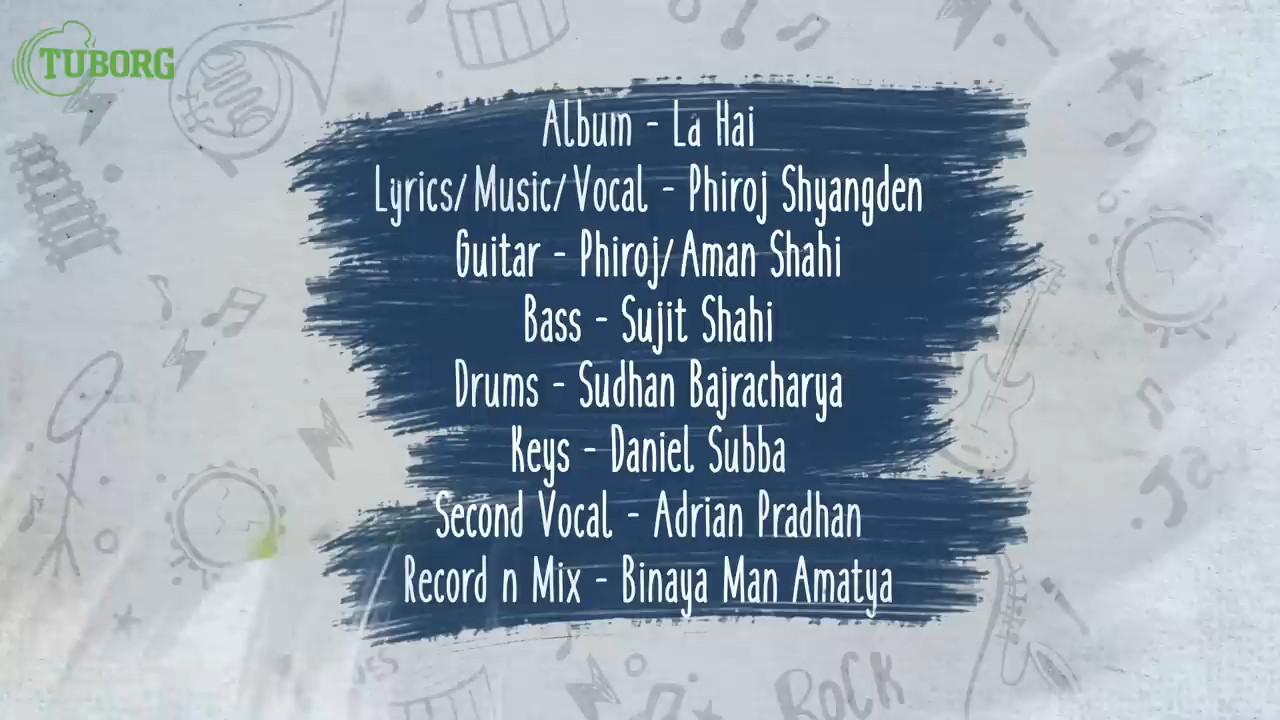 TUBORG
Album - La Hai
Lyrics/Music/Vocal - Phiroj Shyangden
Guitar - Phiroj/Aman Shahi
Bass - Sujit Shahi
Drums - Sudhan Bajracharya
Keys - Daniel Subba
Second Vocal - Adrian Pradhan
Record n Mix - Binaya Man Amatya
ROCK